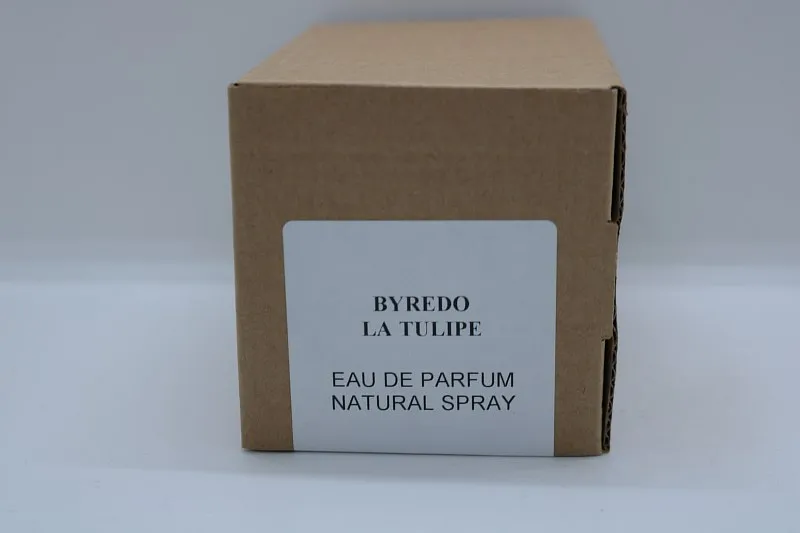 BYREDO
LA TULIPE
EAU DE PARFUM
NATURAL SPRAY